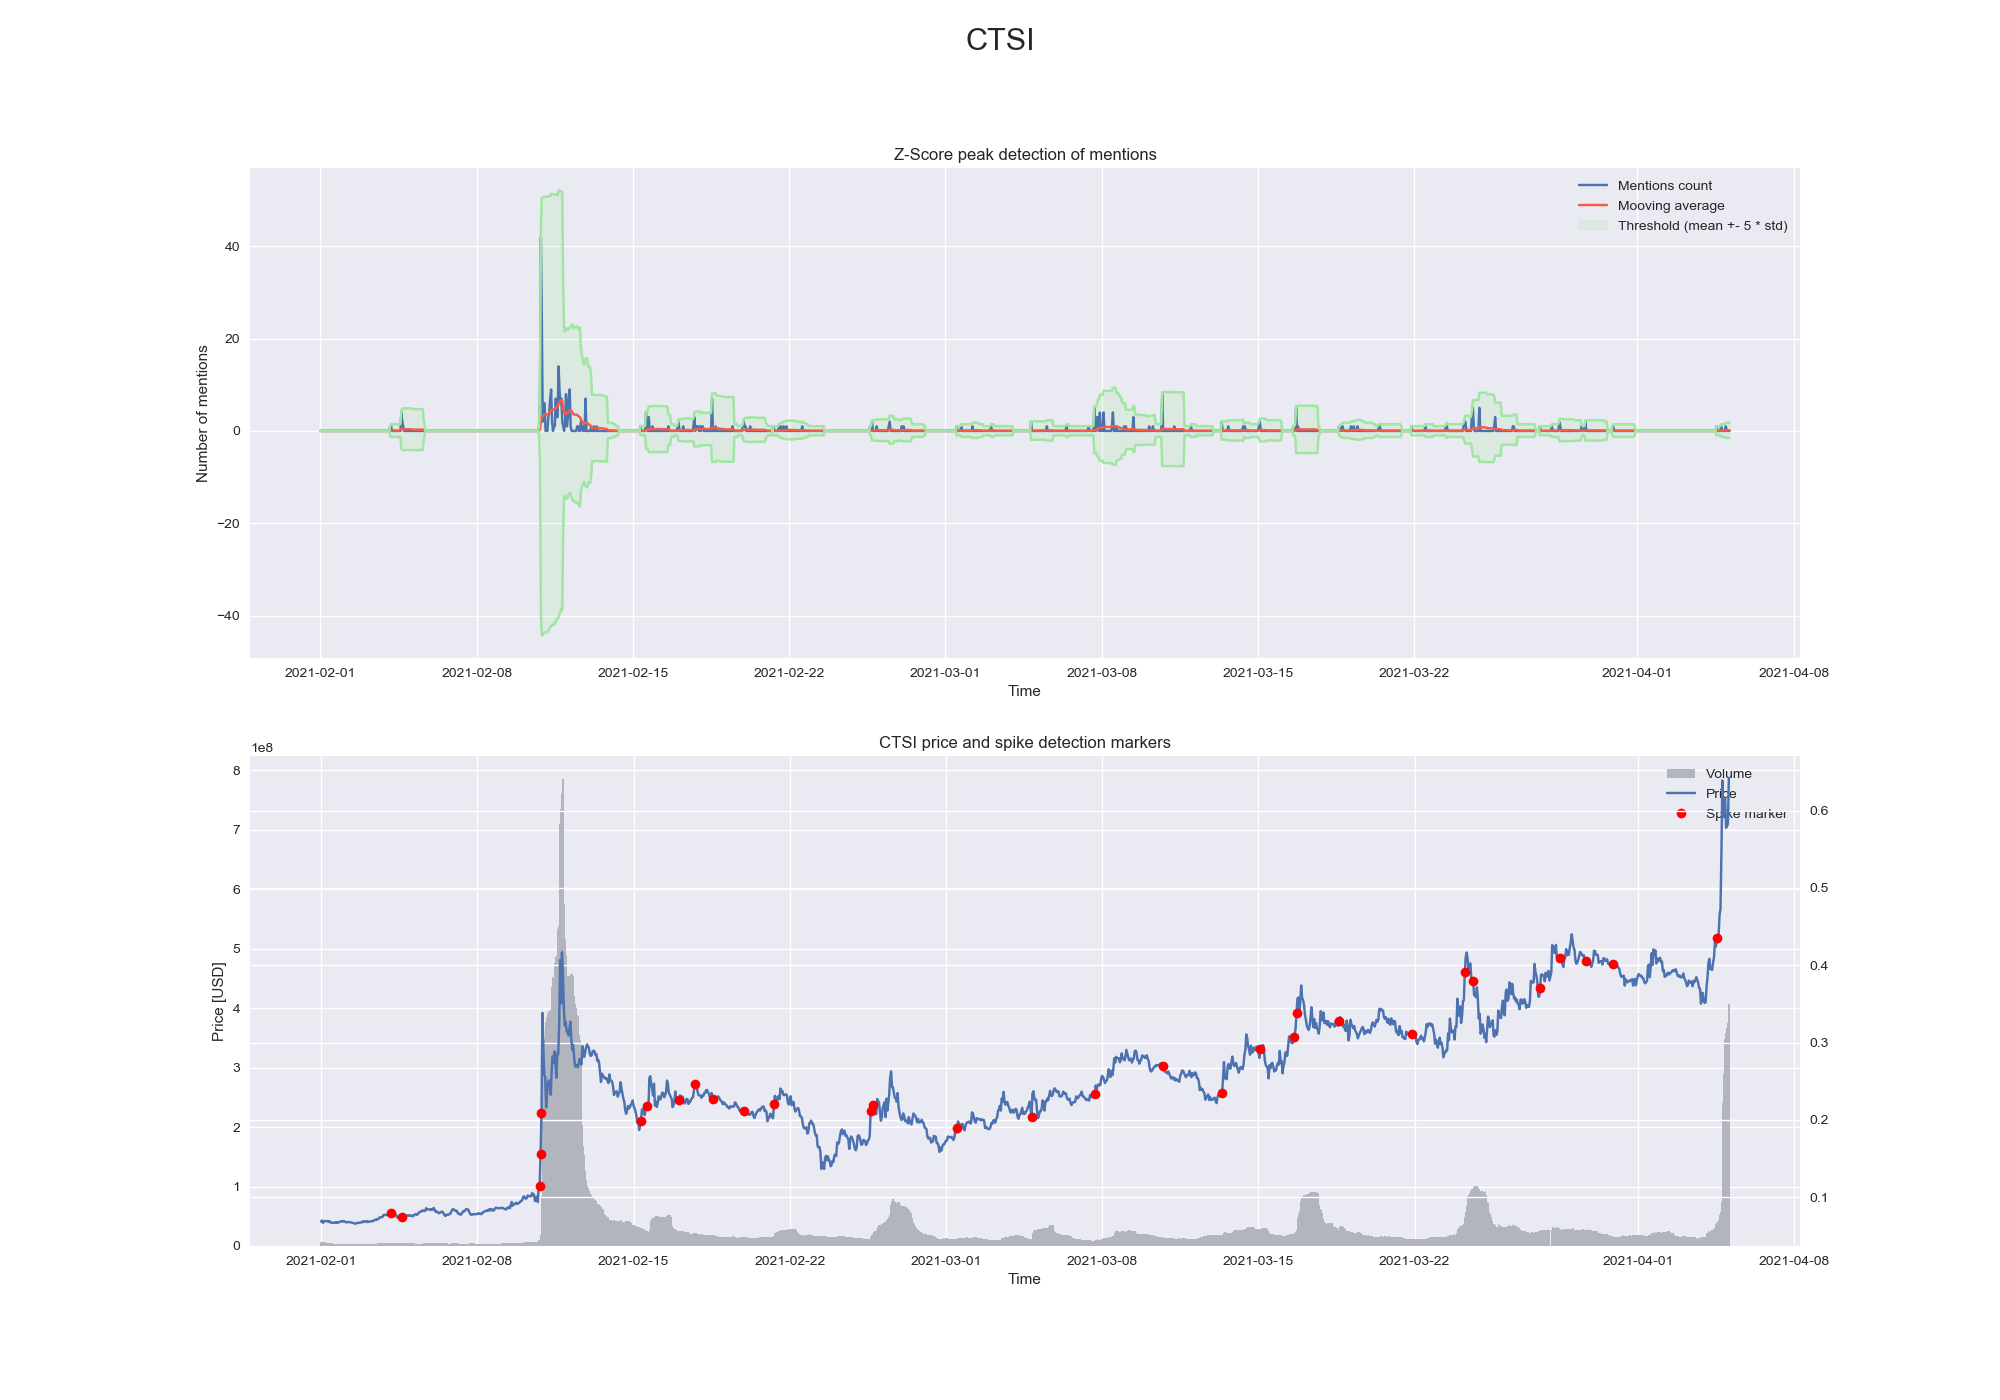 CTSI
Z-Score peak detection of mentions
Mentions count
Mooving average
Threshold (mean +- 5 * std)
Number of mentions
40
20
0
−20
−40
2021-02-01 2021-02-08 2021-02-15 2021-02-22 2021-03-01 2021-03-08 2021-03-15 2021-03-22 2021-04-01 2021-04-08
Time
CTSI price and spike detection markers
1e8
Volume
Price
Spike marker
Price [USD]
8
7
6
5
4
3
2
1
0
0.6
0.5
0.4
0.3
0.2
0.1
2021-02-01 2021-02-08 2021-02-15 2021-02-22 2021-03-01 2021-03-08 2021-03-15 2021-03-22 2021-04-01 2021-04-08
Time